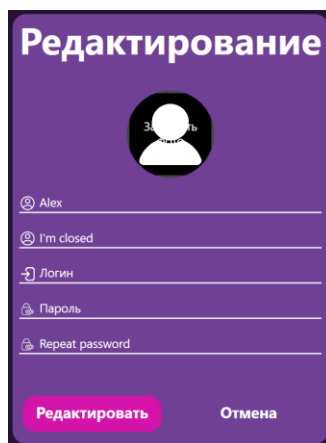 Редактирование
Alex
I'm closed
Логин
Пароль
Repeat password
Редактировать
Отмена